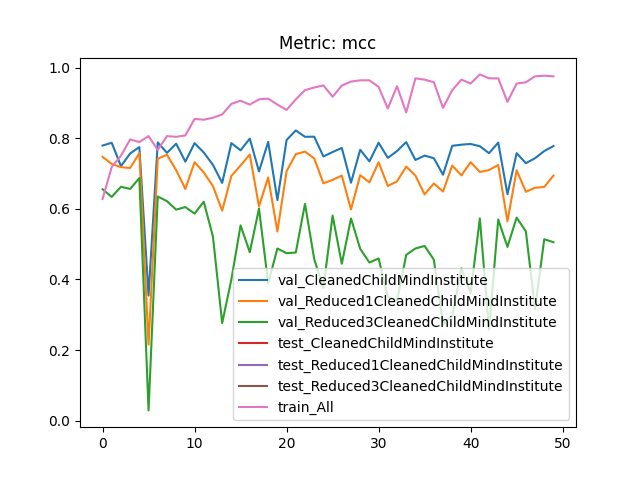 Metric: mcc
1.0
0.8
0.6
0.4
0.2
0.0
val_CleanedChildMindInstitute
val_Reduced1CleanedChildMindInstitute
val_Reduced3CleanedChildMindInstitute
test_CleanedChildMindInstitute
test_Reduced1CleanedChildMindInstitute
test_Reduced3CleanedChildMindInstitute
train_All
0 10 20 30 40 50